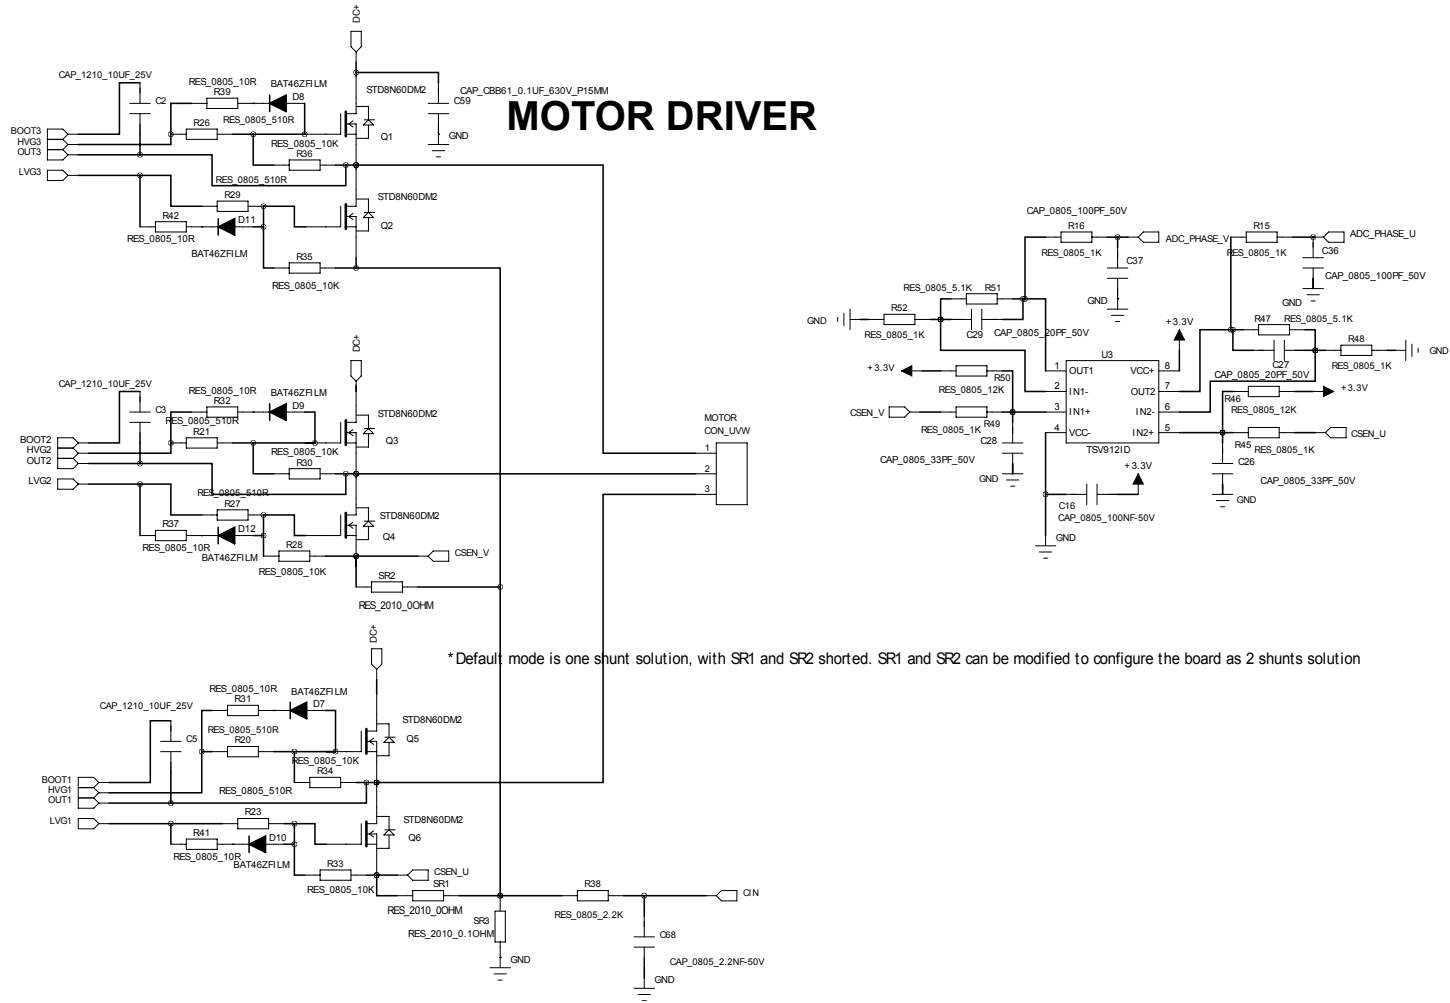 MOTOR DRIVER
DC+
CAP_1210_10UF_25V
C2
RES_0805_10R
R39
BAT46ZFILM
D8
RES_0805_510R
R26
STD8N60DM2
Q1
CAP_CBB61_0.1UF_630V_P15MM
C59
GND
BOOT3
HVG3
OUT3
LVG3
RES_0805_10K
R36
RES_0805_510R
R29
STD8N60DM2
Q2
R42
RES_0805_10R
D11
BAT46ZFILM
R35
RES_0805_10K
DC+
CAP_1210_10UF_25V
C3
RES_0805_10R
R32
BAT46ZFILM
D9
RES_0805_510R
R21
STD8N60DM2
Q3
BOOT2
HVG2
OUT2
LVG2
RES_0805_10K
R30
RES_0805_510R
R27
STD8N60DM2
Q4
R37
RES_0805_10R
D12
BAT46ZFILM
R28
RES_0805_10K
CSEN_V
SR2
RES_2010_0OHM
MOTOR
CON_UVW
1
2
3
DC+
CAP_1210_10UF_25V
C5
RES_0805_10R
R31
BAT46ZFILM
D7
RES_0805_510R
R20
STD8N60DM2
Q5
BOOT1
HVG1
OUT1
LVG1
RES_0805_10K
R34
RES_0805_510R
R23
STD8N60DM2
Q6
R41
RES_0805_10R
D10
BAT46ZFILM
R33
RES_0805_10K
CSEN_U
SR1
RES_2010_0OHM
SR3
RES_2010_0.1OHM
GND
R38
RES_0805_2.2K
CIN
C68
CAP_0805_2.2NF-50V
GND
*Default mode is one shunt solution, with SR1 and SR2 shorted. SR1 and SR2 can be modified to configure the board as 2 shunts solution
CAP_0805_100PF_50V
R16
RES_0805_1K
ADC_PHASE_V
C37
GND
R15
RES_0805_1K
ADC_PHASE_U
C36
CAP_0805_100PF_50V
GND
RES_0805_5.1K
R51
R52
GND
RES_0805_1K
C29
CAP_0805_20PF_50V
+3.3V
R47
RES_0805_5.1K
R48
GND
RES_0805_1K
C27
CAP_0805_20PF_50V
+3.3V
R50
RES_0805_12K
CSEN_V
R49
RES_0805_1K
C28
CAP_0805_33PF_50V
GND
U3
1
OUT1
VCC+
8
2
IN1-
OUT2
7
3
IN1+
IN2-
6
4
VCC-
IN2+
5
TSV912ID
R46
RES_0805_12K
+3.3V
R45
RES_0805_1K
CSEN_U
C26
CAP_0805_33PF_50V
GND
+3.3V
C16
CAP_0805_100NF-50V
GND